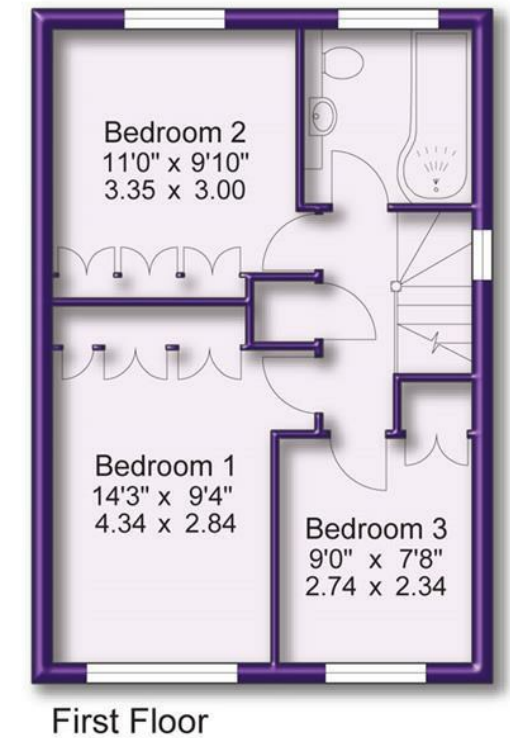 Bedroom 2
11'0" x 9'10"
3.35 x 3.00
Bedroom 1
14'3" x 9'4"
4.34 x 2.84
Bedroom 3
9'0" x 7'8"
2.74 x 2.34
First Floor